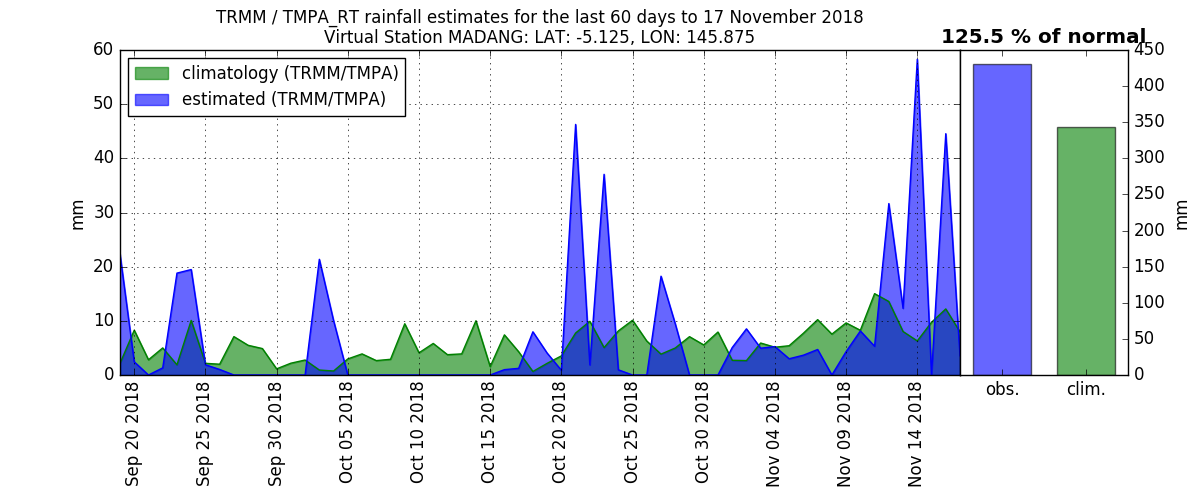 TRMM / TMPA_RT rainfall estimates for the last 60 days to 17 November 2018
Virtual Station MADANG: LAT: -5.125, LON: 145.875
125.5 % of normal
climatology (TRMM/TMPA)
estimated (TRMM/TMPA)
60
50
40
30
20
10
0
mm
Sep 20 2018
Sep 25 2018
Sep 30 2018
Oct 05 2018
Oct 10 2018
Oct 15 2018
Oct 20 2018
Oct 25 2018
Oct 30 2018
Nov 04 2018
Nov 09 2018
Nov 14 2018
450
400
350
300
250
200
150
100
50
0
mm
obs.
clim.